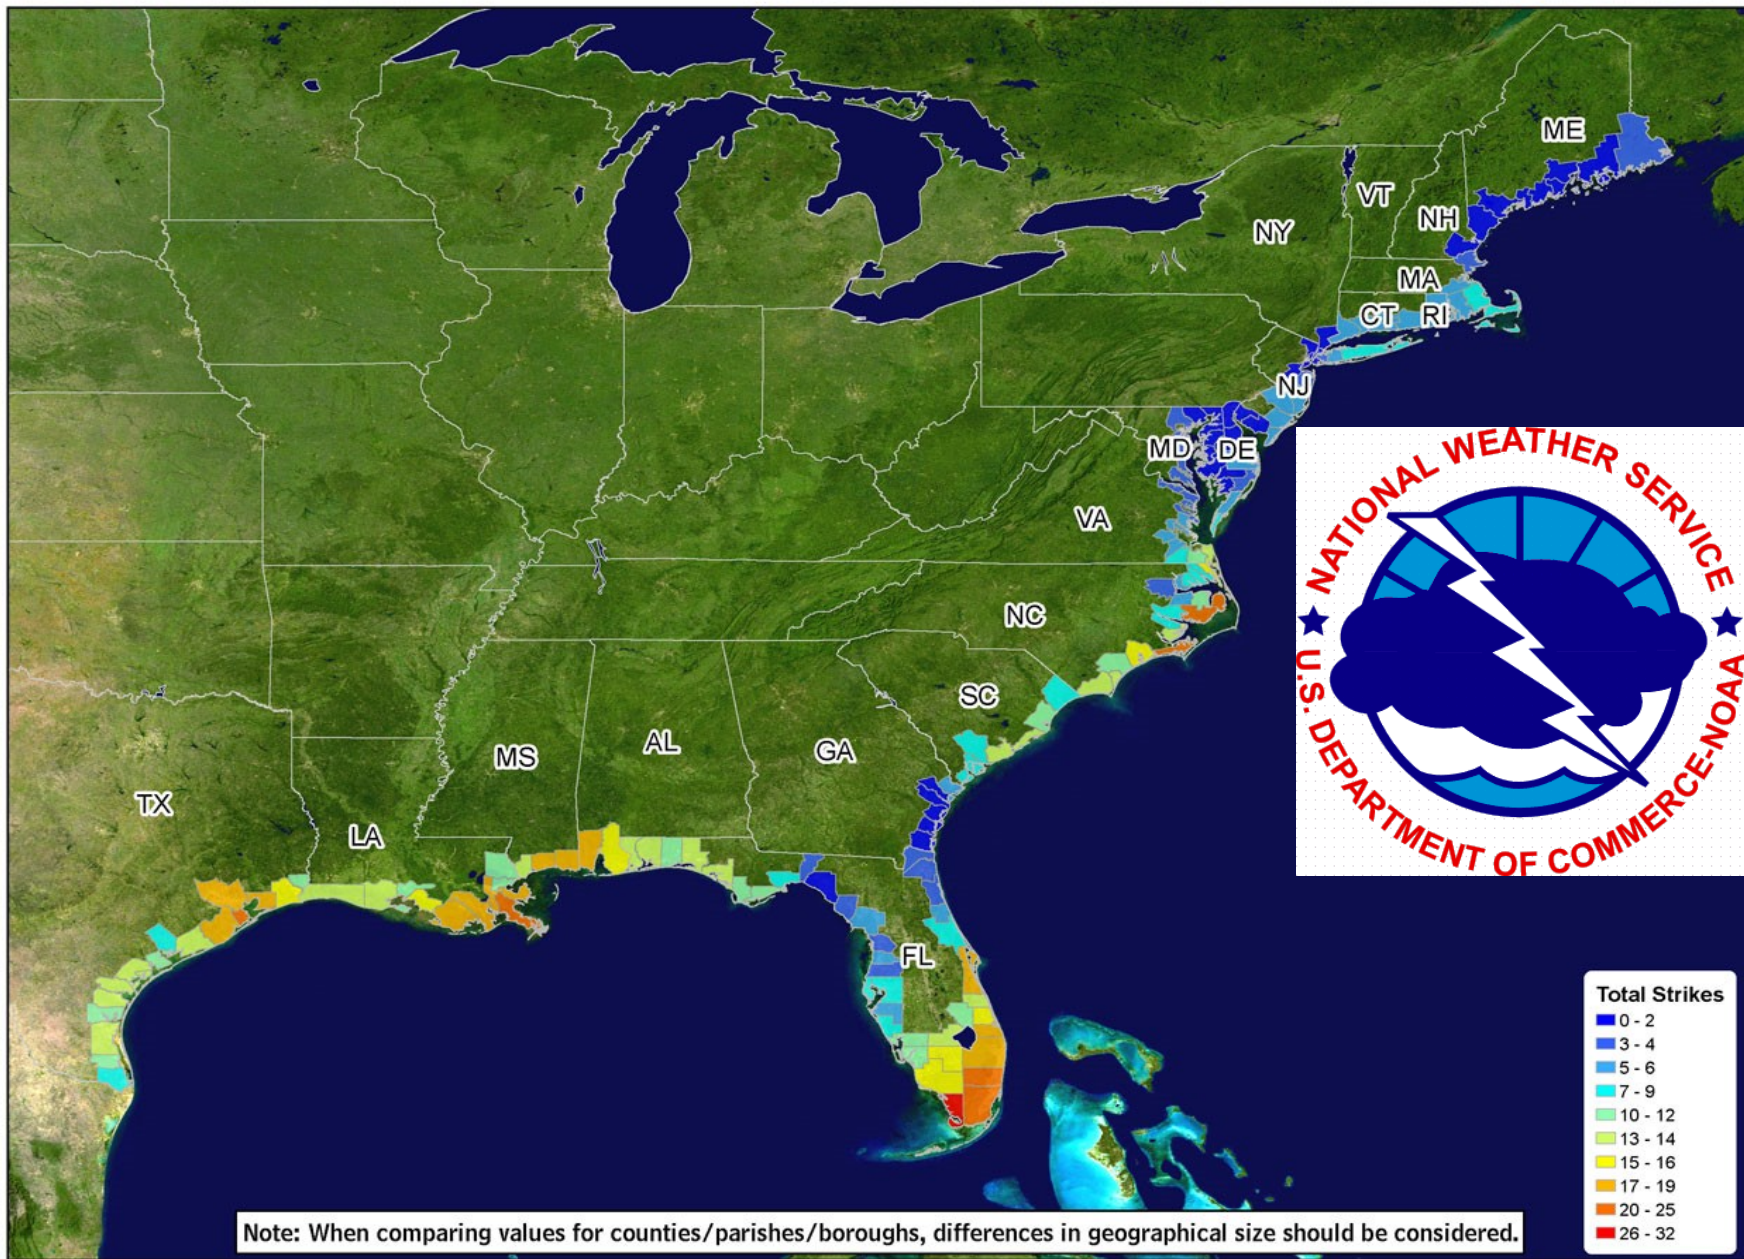 ME
VT
NH
NY
MA
CT
RI
NJ
MD
DE
VA
NC
SC
TX
LA
MS
AL
GA
FL
NATIONAL WEATHER SERVICE
U.S. DEPARTMENT OF COMMERCE-NOAA
Total Strikes
0 - 2
3 - 4
5 - 6
7 - 9
10 - 12
13 - 14
15 - 16
17 - 19
20 - 25
26 - 32
Note: When comparing values for counties/parishes/boroughs, differences in geographical size should be considered.